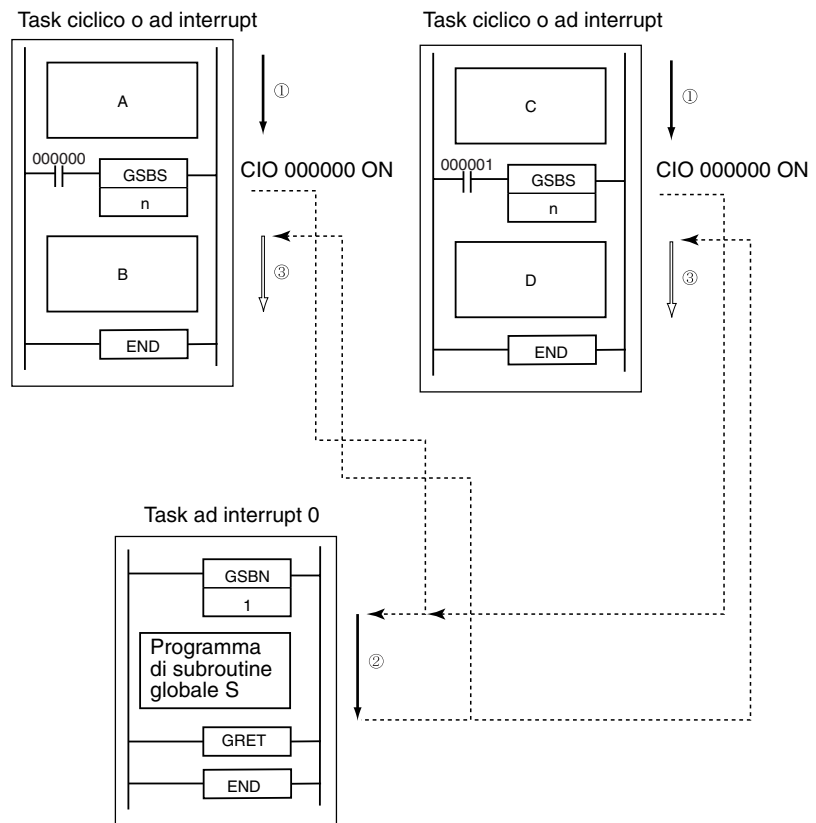 Task ciclico o ad interrupt
A
①
000000
GSBS
n
CIO 000000 ON
B
③
END
Task ciclico o ad interrupt
C
①
000001
GSBS
n
CIO 000000 ON
D
③
END
Task ad interrupt 0
GSBN
1
Programma
di subroutine
globale S
②
GRET
END